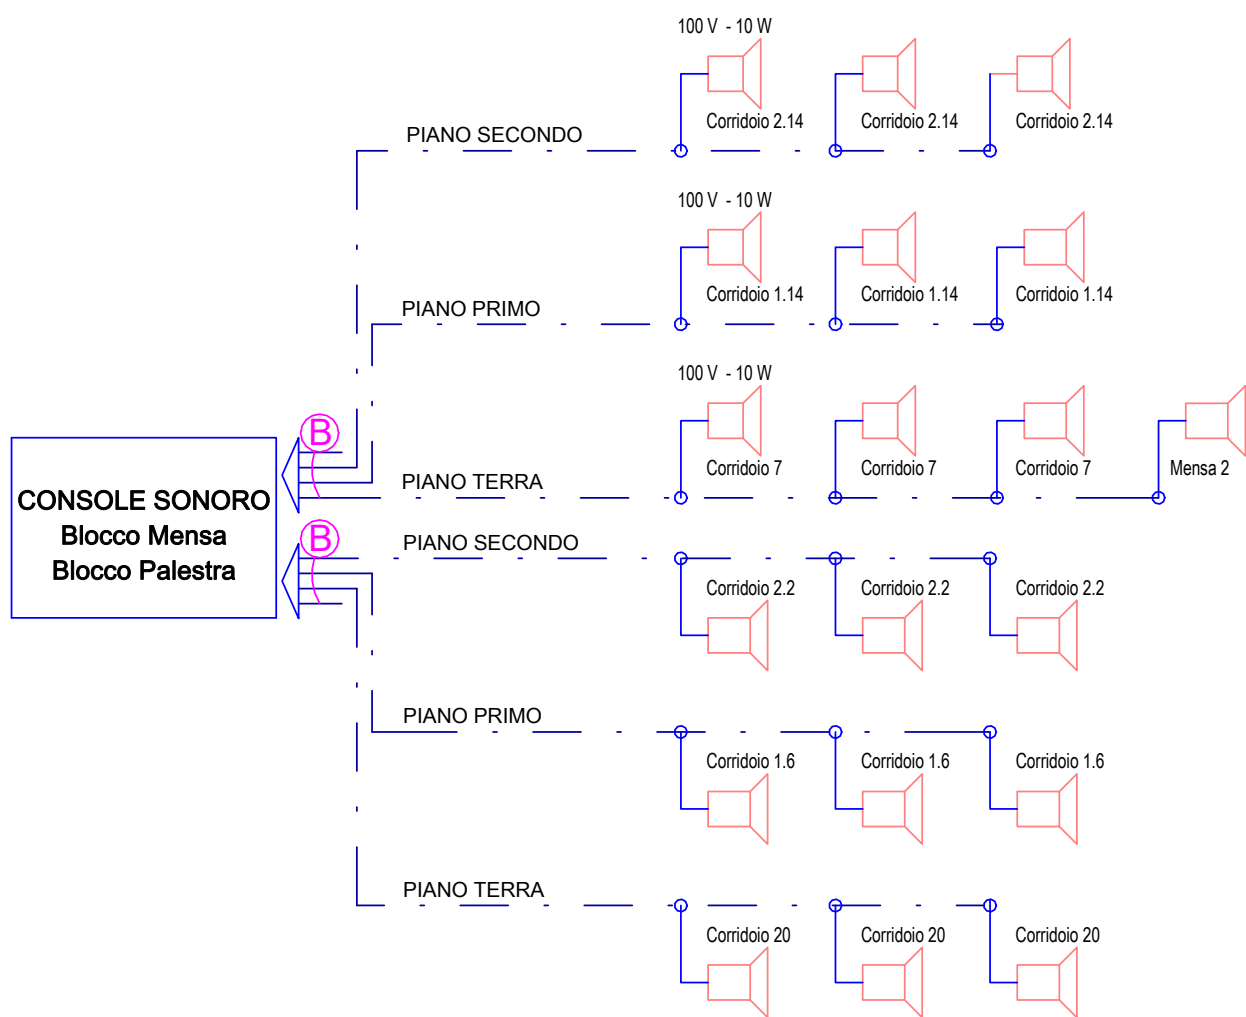 100 V - 10 W
Corridoio 2.14 Corridoio 2.14 Corridoio 2.14
PIANO SECONDO
100 V - 10 W
Corridoio 1.14 Corridoio 1.14 Corridoio 1.14
PIANO PRIMO
100 V - 10 W
B
Corridoio 7 Corridoio 7 Corridoio 7 Mensa 2
PIANO TERRA
CONSOLE SONORO
Blocco Mensa
Blocco Palestra
B
PIANO SECONDO
Corridoio 2.2 Corridoio 2.2 Corridoio 2.2
PIANO PRIMO
Corridoio 1.6 Corridoio 1.6 Corridoio 1.6
PIANO TERRA
Corridoio 20 Corridoio 20 Corridoio 20